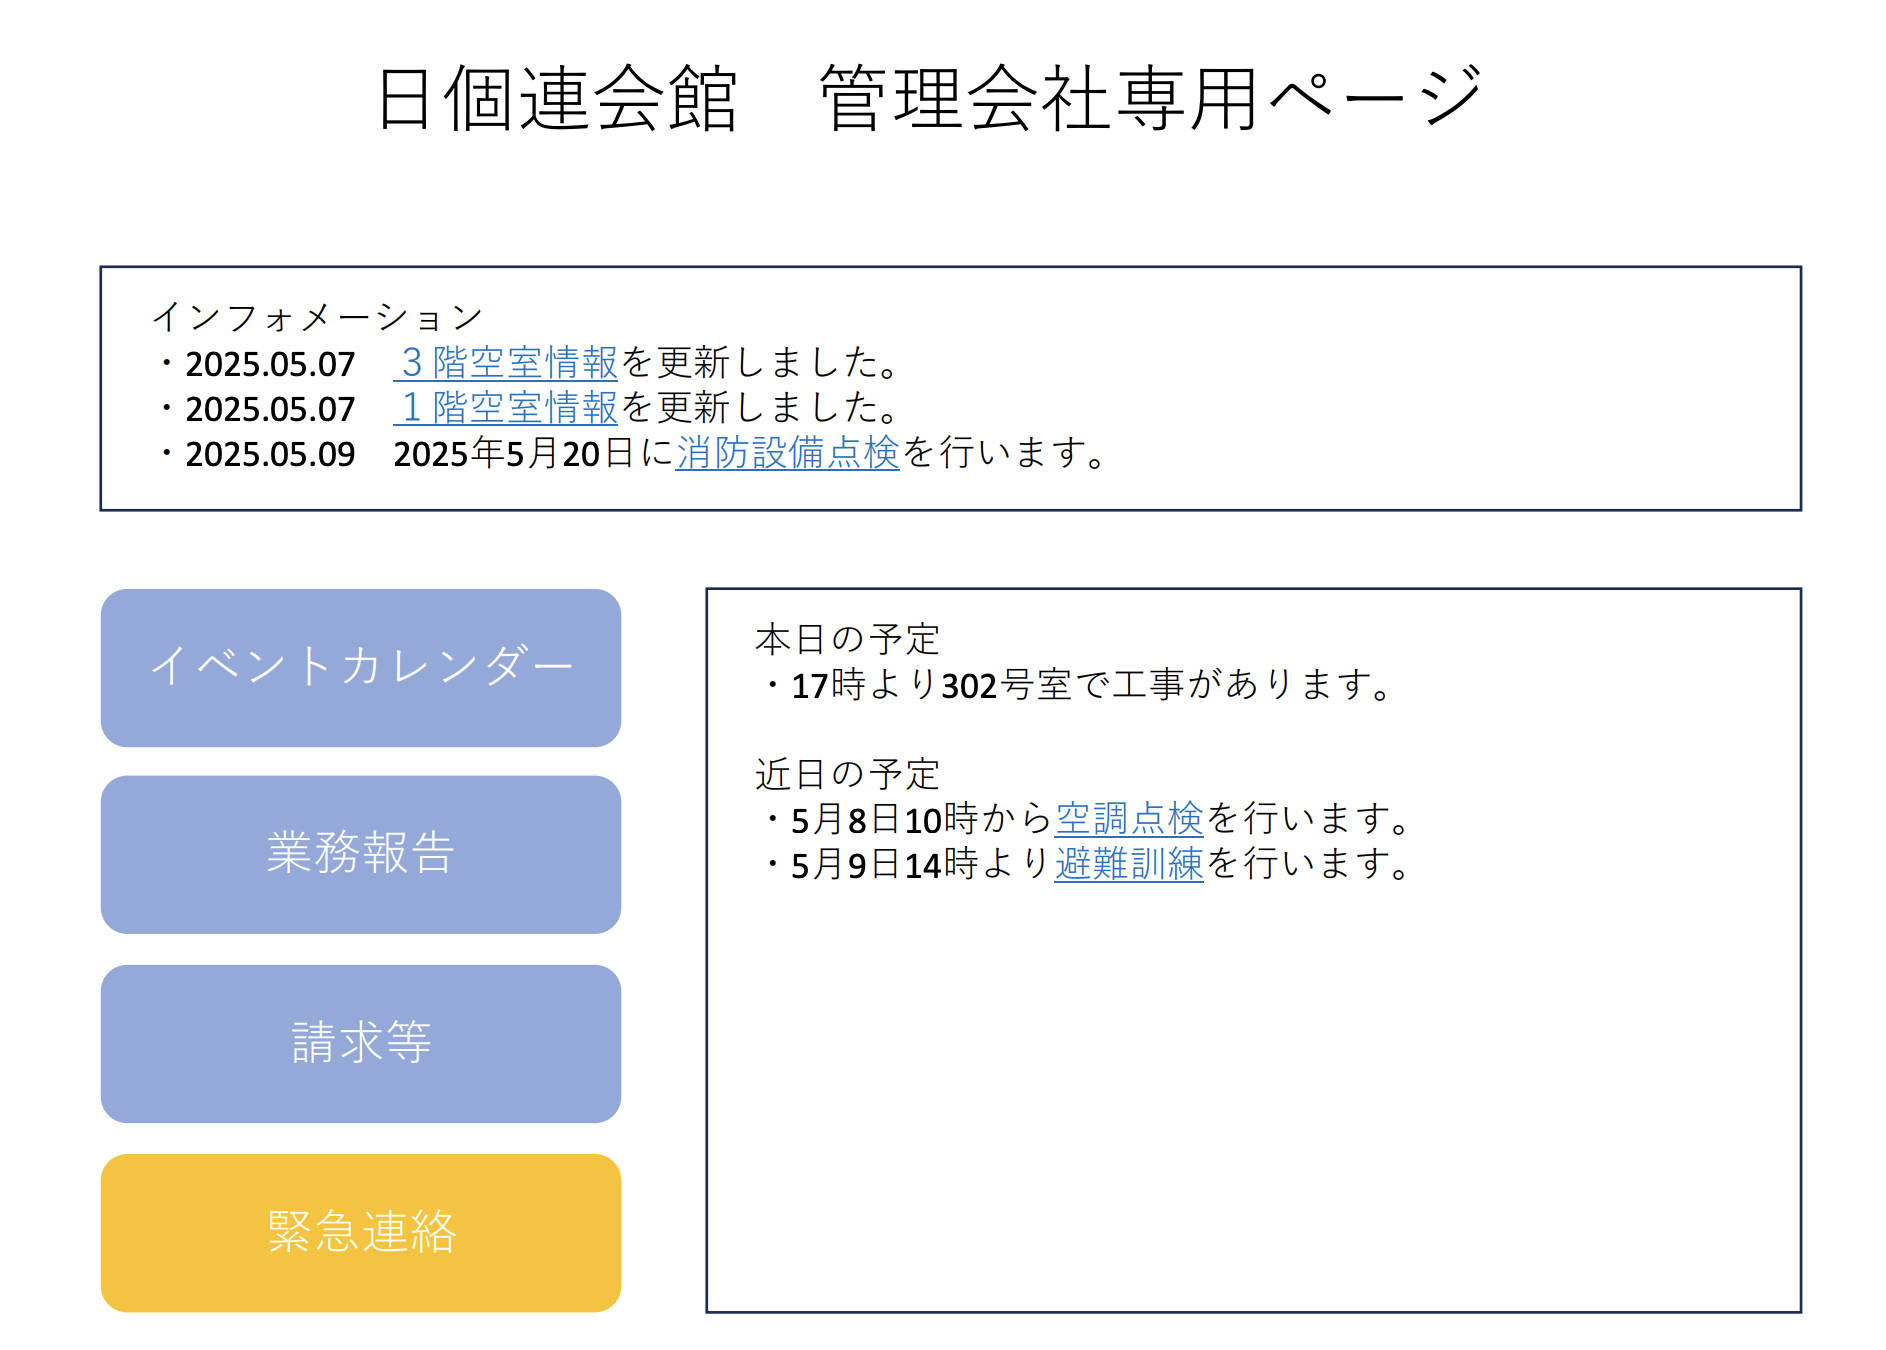 日個連会館　管理会社専用ページ
インフォメーション
・2025.05.07　３階空室情報を更新しました。
・2025.05.07　１階空室情報を更新しました。
・2025.05.09　2025年5月20日に消防設備点検を行います。
イベントカレンダー
業務報告
請求等
緊急連絡
本日の予定
・17時より302号室で工事があります。
近日の予定
・5月8日10時から空調点検を行います。
・5月9日14時より避難訓練を行います。